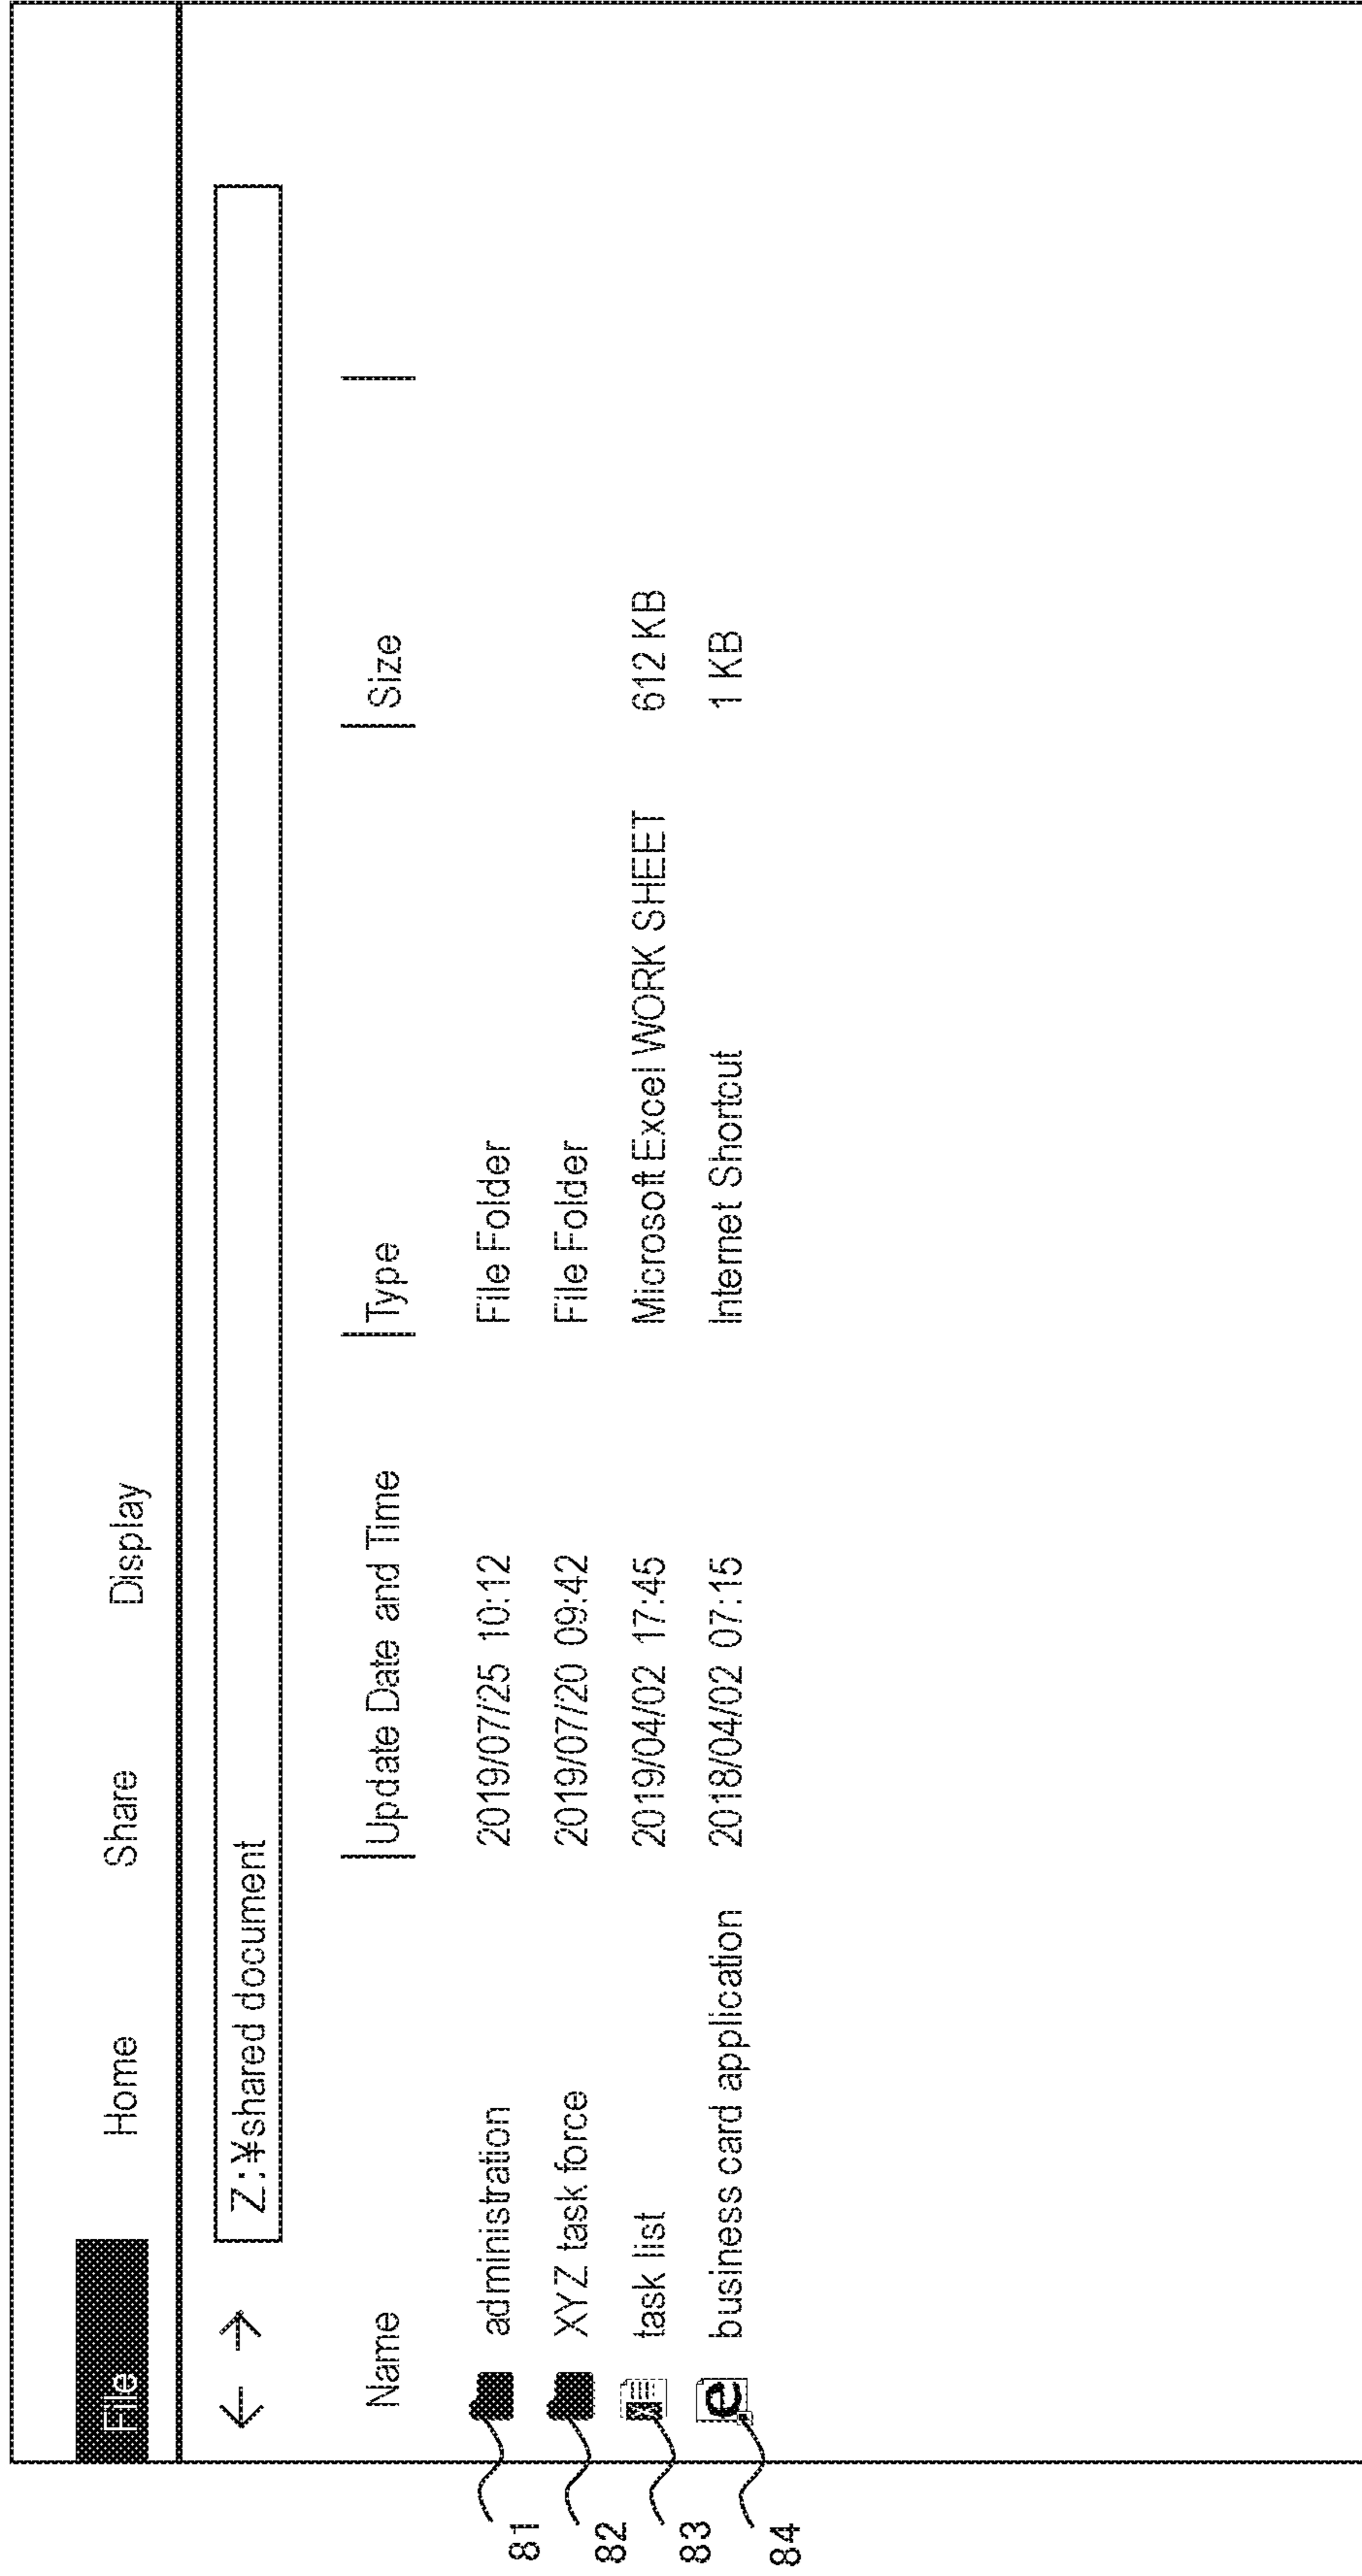 File Home Share Display
← → Z:¥shared document
Name Update Date and Time Type Size
81 administration 2019/07/25 10:12 File Folder
82 XYZ task force 2019/07/20 09:42 File Folder
83 task list 2019/04/02 17:45 Microsoft Excel WORK SHEET 612 KB
84 business card application 2018/04/02 07:15 Internet Shortcut 1 KB